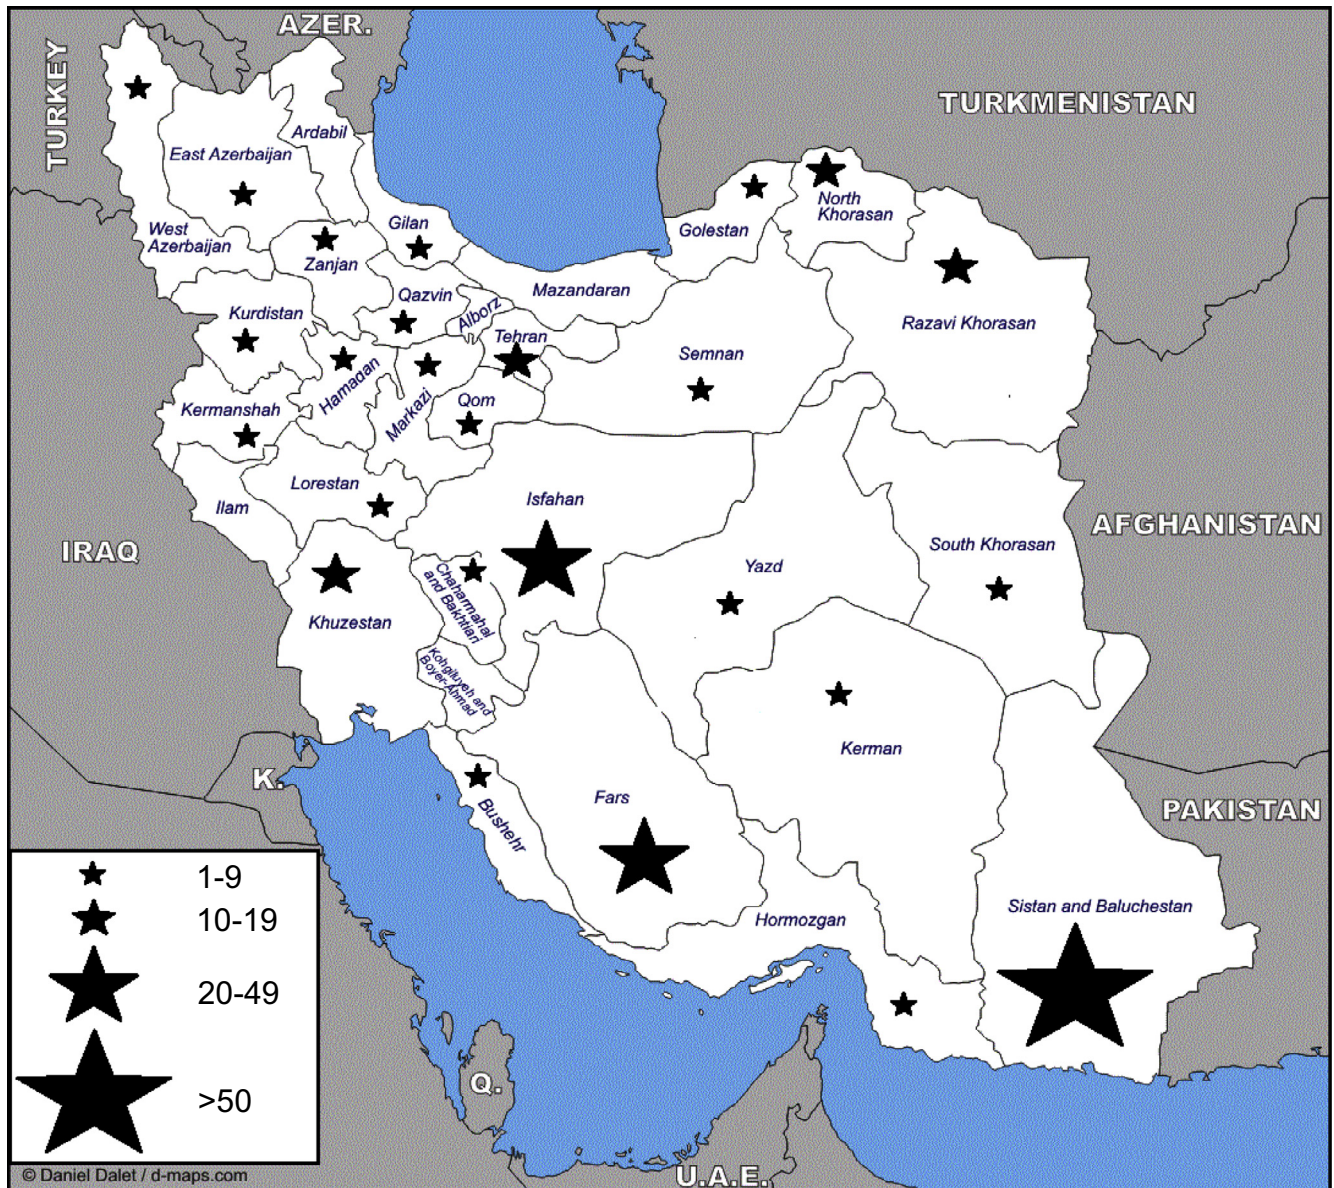 AZER.
TURKEY
TURKMENISTAN
Ardabil
East Azerbaijan
West
Azerbaijan
Gilan
Zanjan
Golestan
North
Khorasan
Mazandaran
Qazvin
Alborz
Kurdistan
Tehran
Razavi Khorasan
Semnan
Hamadan
Markazi
Qom
Kermanshah
Lorestan
Ilam
Isfahan
AFGHANISTAN
IRAQ
South Khorasan
Yazd
Chaharmahal
and Bakhtiari
Khuzestan
Kohgiluyeh and
Boyer-Ahmad
Kerman
K.
Fars
Bushehr
PAKISTAN
Sistan and Baluchestan
Hormozgan
1-9
10-19
20-49
>50
Q.
U.A.E.
© Daniel Dalet / d-maps.com